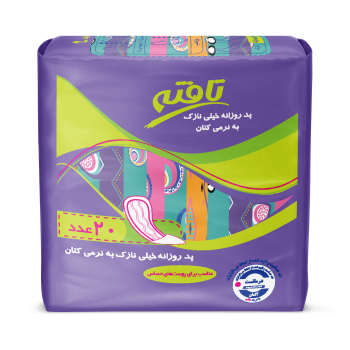 تافته
پد روزانه خیلی نازک
به نرمی کتان
۲۰ عدد
پد روزانه خیلی نازک به نرمی کتان
مناسب برای پوست‌های حساس